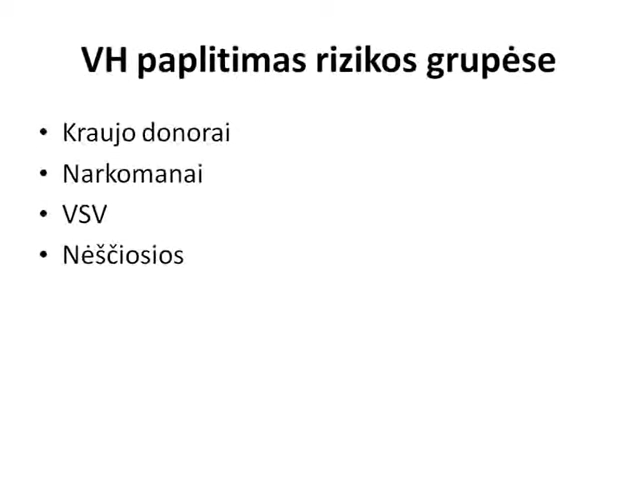 VH paplitimas rizikos grupėse
• Kraujo donorai
• Narkomanai
• VSV
• Nėščiosios